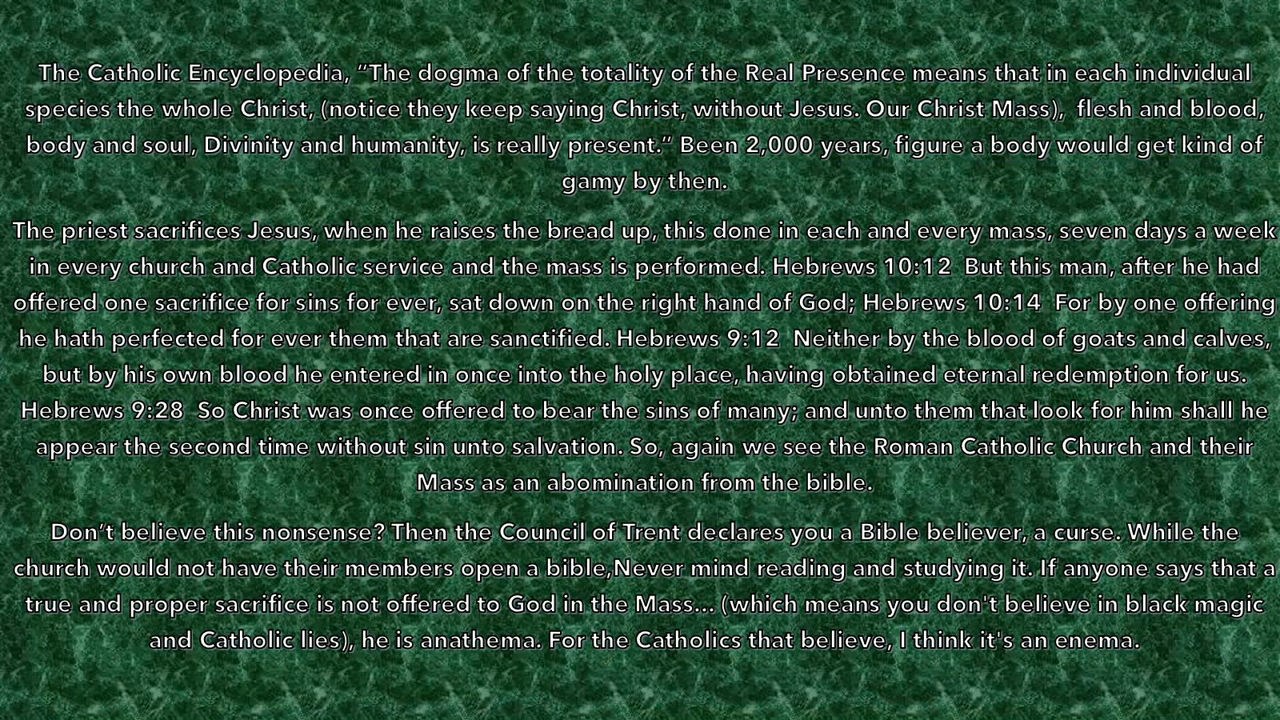 The Catholic Encyclopedia, “The dogma of the totality of the Real Presence means that in each individual
species the whole Christ, (notice they keep saying Christ, without Jesus. Our Christ Mass),  flesh and blood,
body and soul, Divinity and humanity, is really present.” Been 2,000 years, figure a body would get kind of
gamy by then.
The priest sacrifices Jesus, when he raises the bread up, this done in each and every mass, seven days a week
in every church and Catholic service and the mass is performed. Hebrews 10:12  But this man, after he had
offered one sacrifice for sins for ever, sat down on the right hand of God; Hebrews 10:14  For by one offering
he hath perfected for ever them that are sanctified. Hebrews 9:12  Neither by the blood of goats and calves,
but by his own blood he entered in once into the holy place, having obtained eternal redemption for us.
Hebrews 9:28  So Christ was once offered to bear the sins of many; and unto them that look for him shall he
appear the second time without sin unto salvation. So, again we see the Roman Catholic Church and their
Mass as an abomination from the bible.
Don’t believe this nonsense? Then the Council of Trent declares you a Bible believer, a curse. While the
church would not have their members open a bible,Never mind reading and studying it. If anyone says that a
true and proper sacrifice is not offered to God in the Mass... (which means you don't believe in black magic
and Catholic lies), he is anathema. For the Catholics that believe, I think it's an enema.